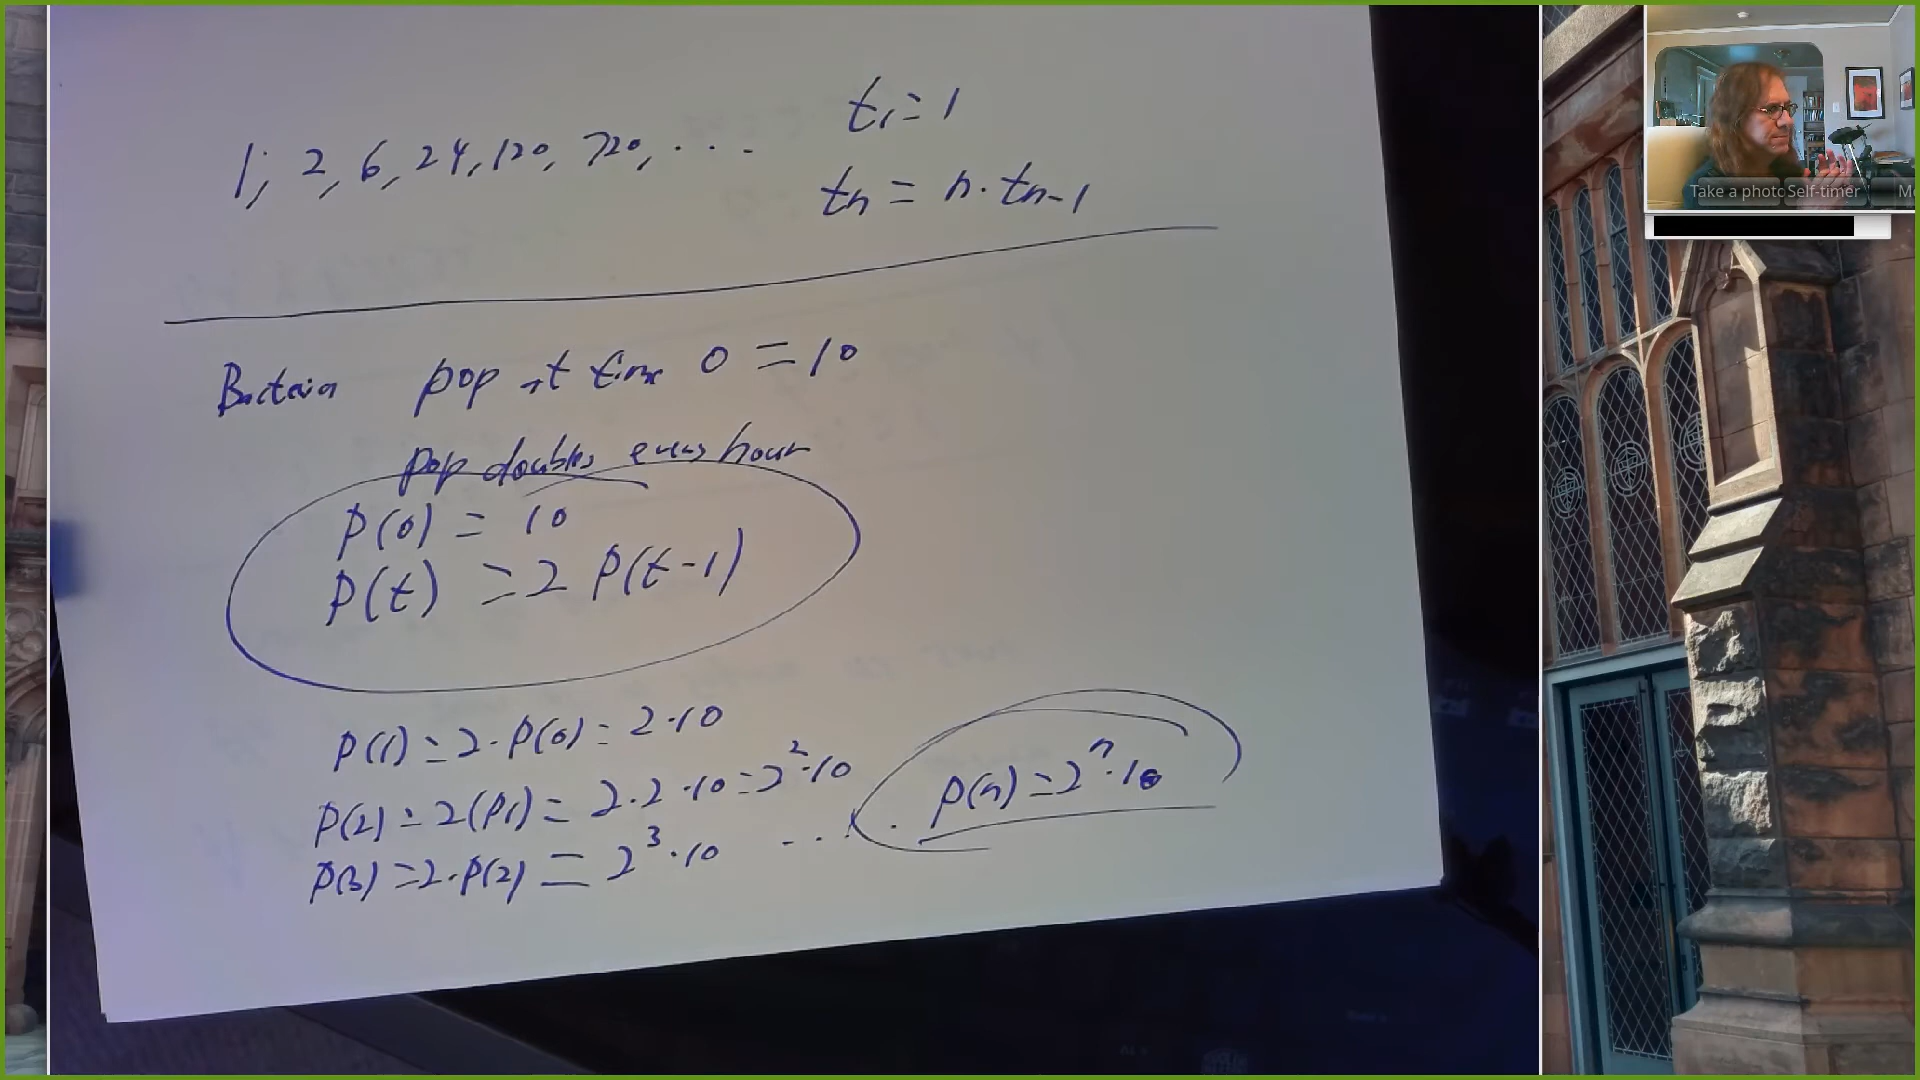 1, 2, 6, 24, 120, 720, . . .
t₁ = 1
tₙ = n · tₙ₋₁
Bacteria pop at time 0 = 10
pop doubles every hour
P(0) = 10
P(t) = 2 P(t-1)
P(1) = 2 · P(0) = 2 · 10
P(2) = 2(P1) = 2 · 2 · 10 = 2² · 10
P(3) = 2 · P(2) = 2³ · 10 . . . .
P(n) = 2ⁿ · 10
Take a photo Self-timer